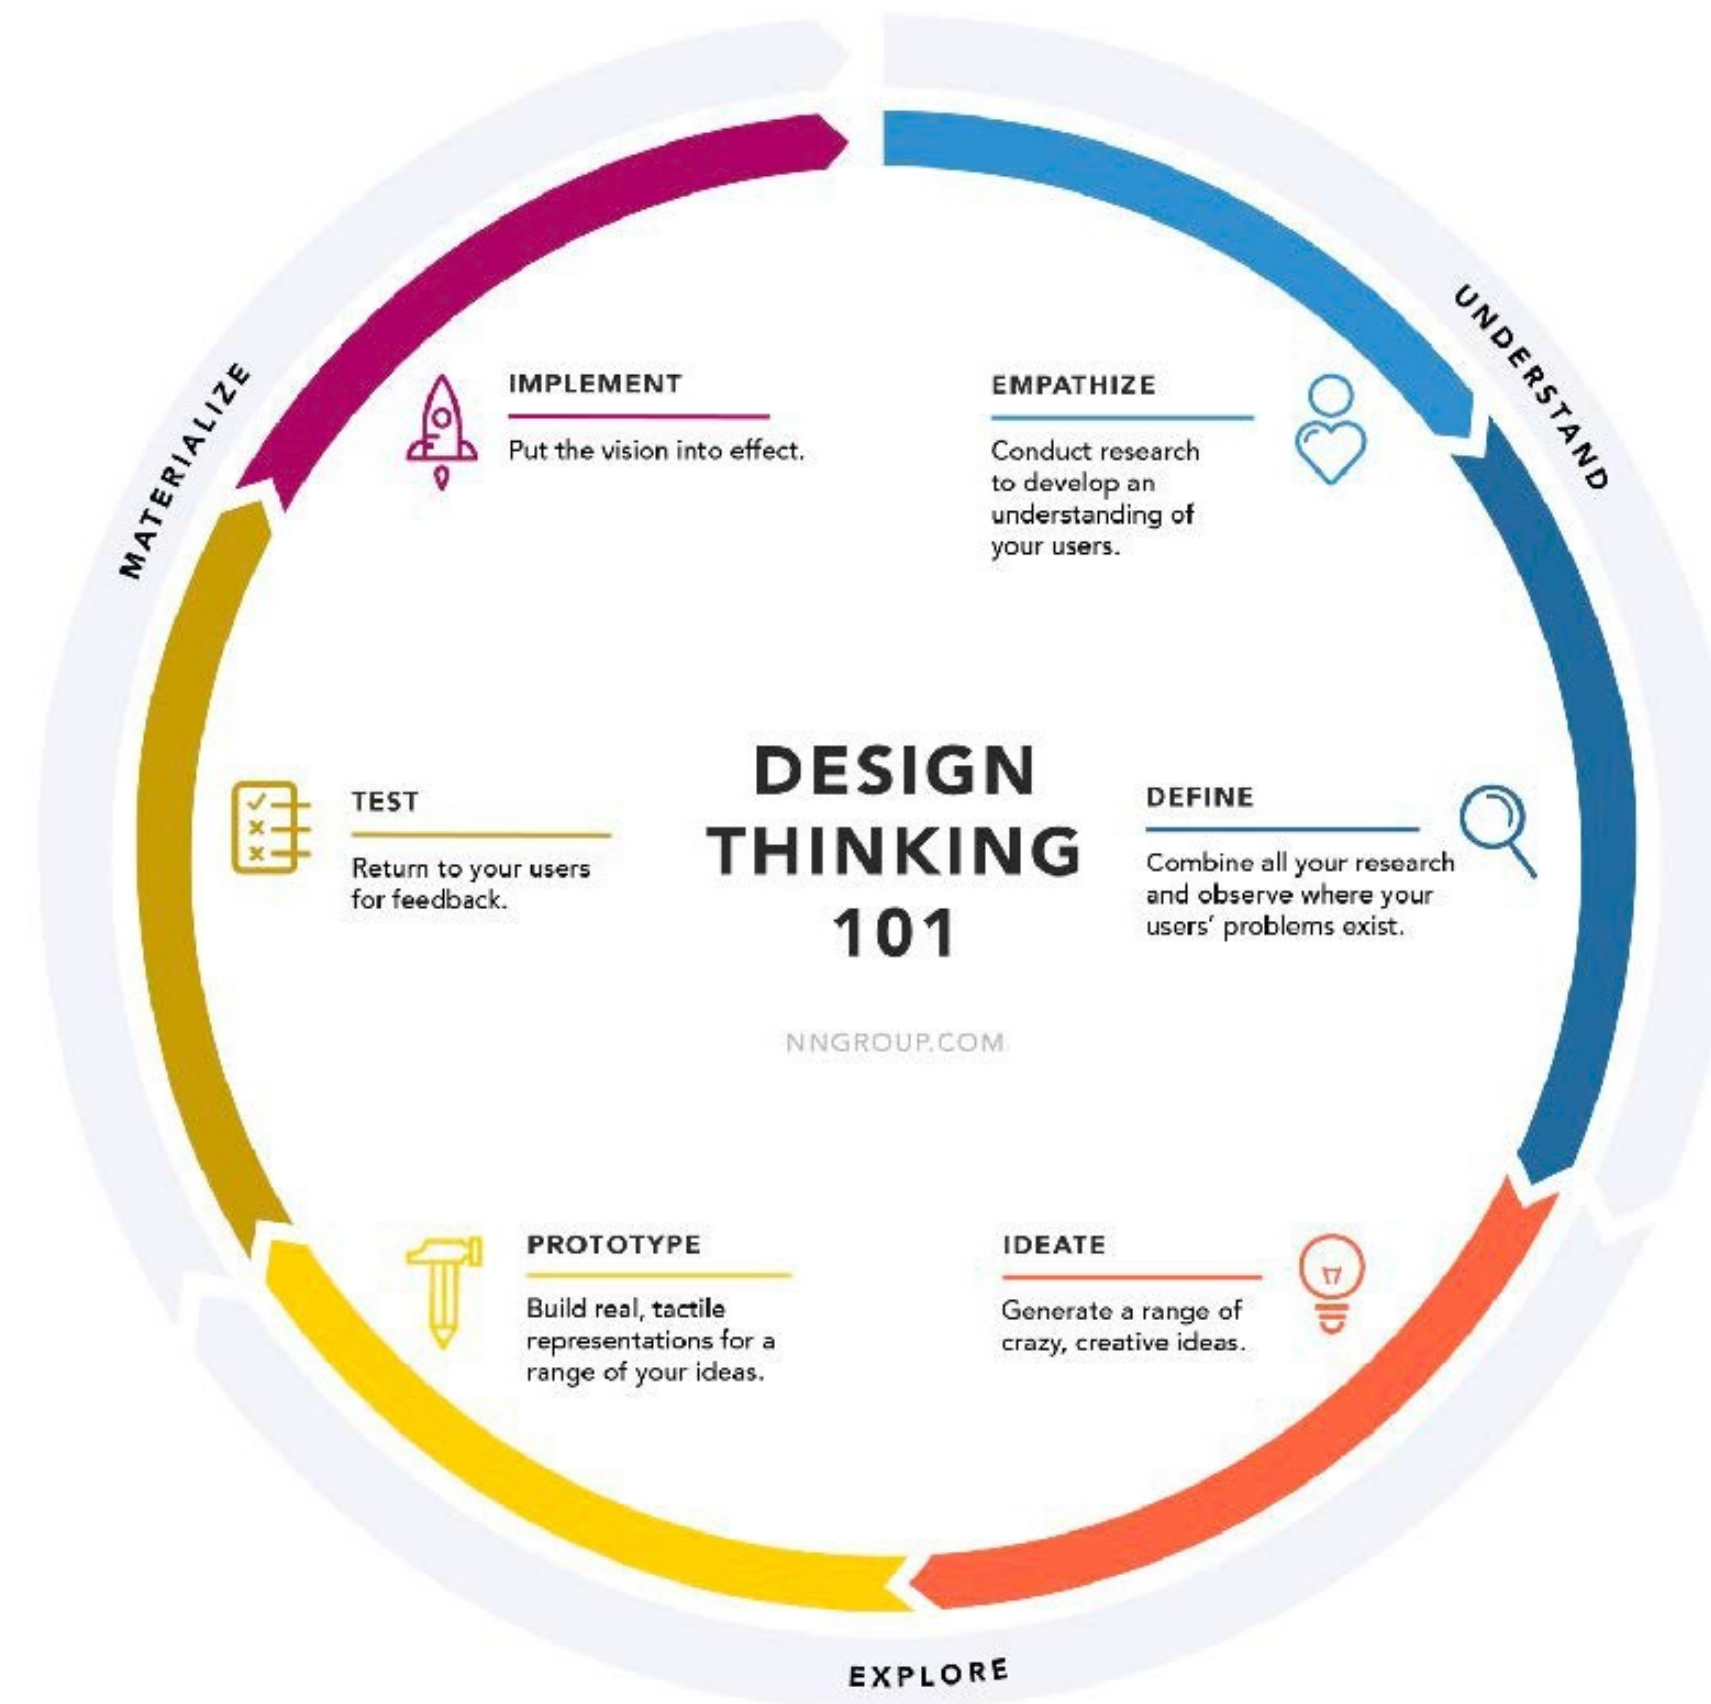 DESIGN
THINKING
101
NNGROUP.COM
UNDERSTAND
EMPATHIZE
Conduct research
to develop an
understanding of
your users.
DEFINE
Combine all your research
and observe where your
users’ problems exist.
EXPLORE
IDEATE
Generate a range of
crazy, creative ideas.
PROTOTYPE
Build real, tactile
representations for a
range of your ideas.
MATERIALIZE
TEST
Return to your users
for feedback.
IMPLEMENT
Put the vision into effect.